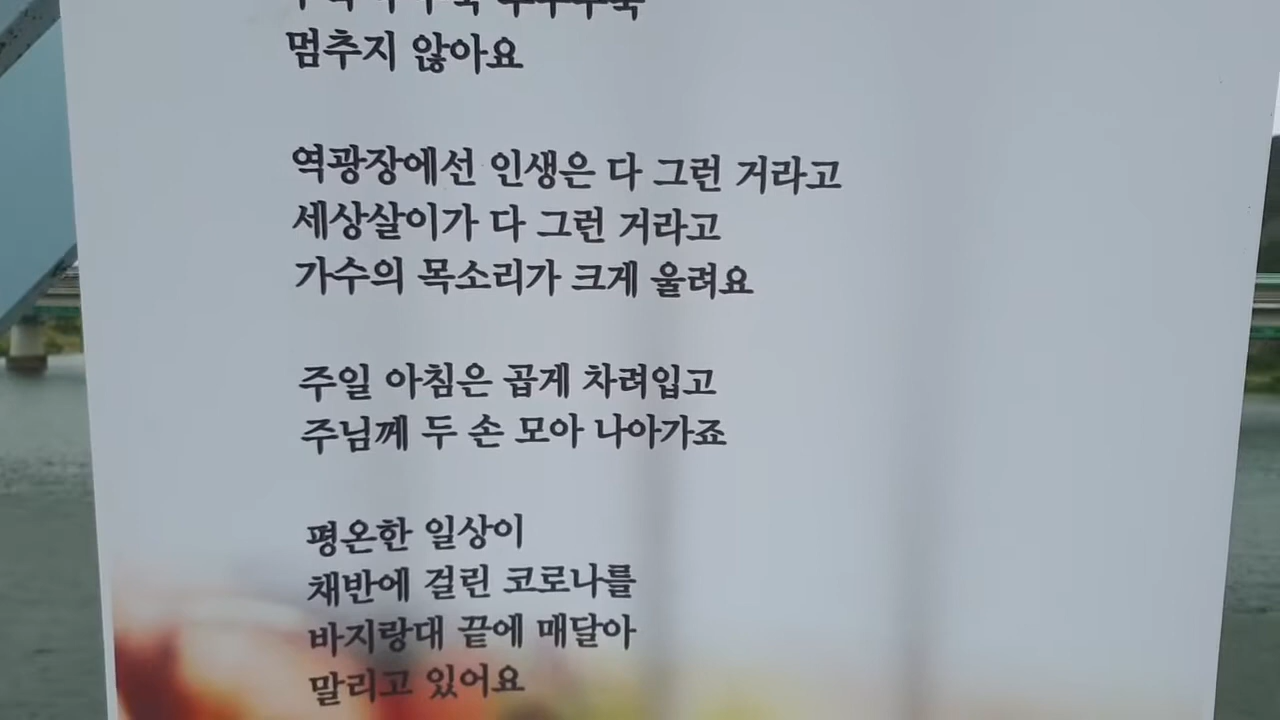 멈추지 않아요
역광장에선 인생은 다 그런 거라고
세상살이가 다 그런 거라고
가수의 목소리가 크게 울려요
주일 아침은 곱게 차려입고
주님께 두 손 모아 나아가죠
평온한 일상이
채반에 걸린 코로나를
바지랑대 끝에 매달아
말리고 있어요